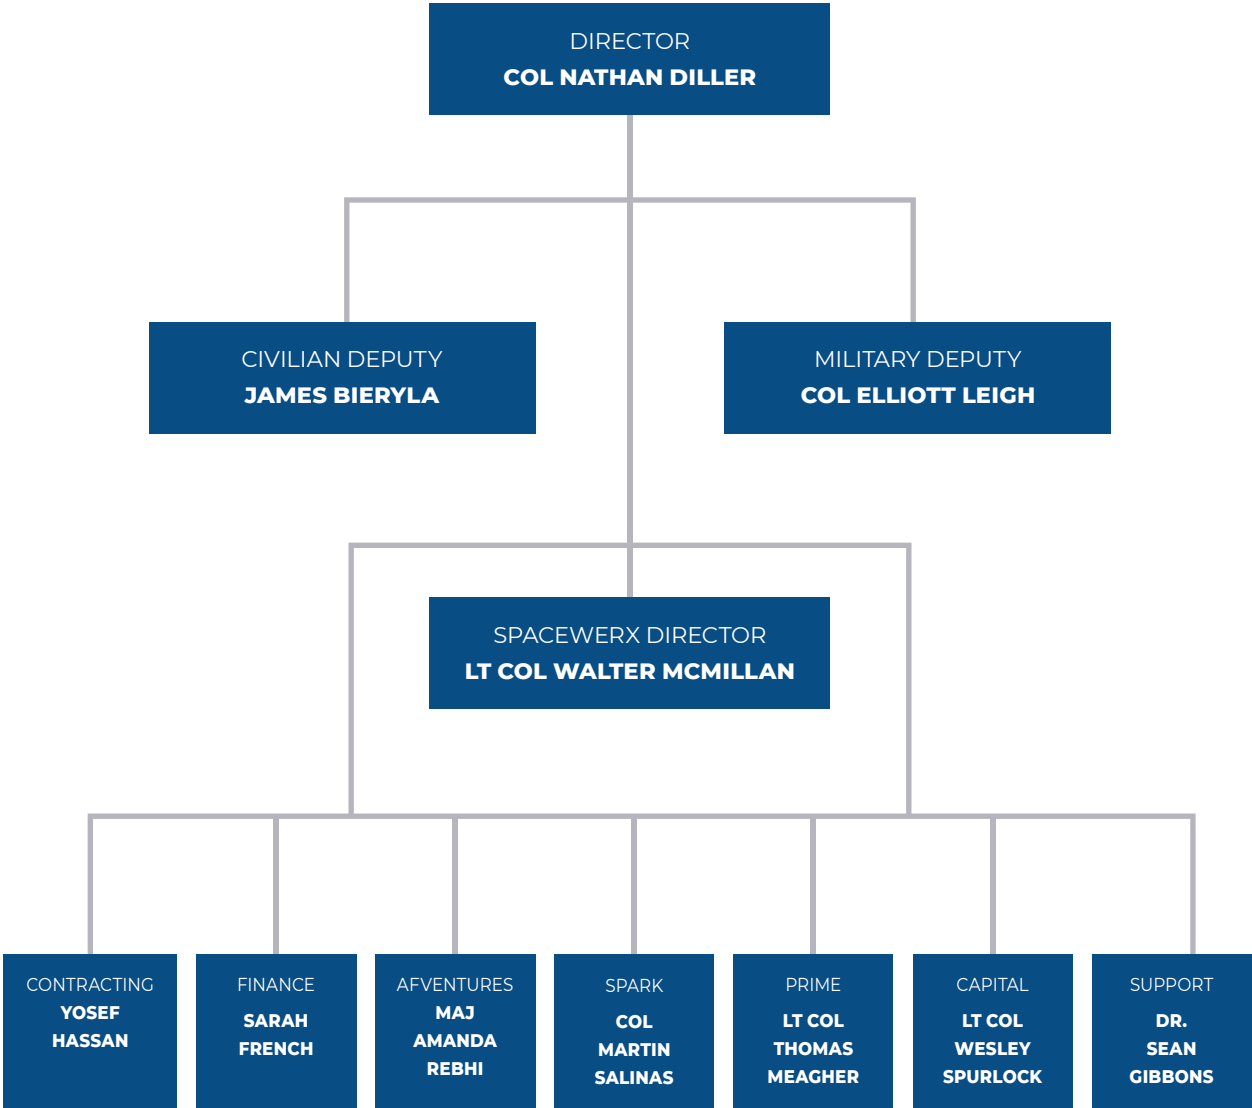 DIRECTOR
COL NATHAN DILLER
CIVILIAN DEPUTY
JAMES BIERYLA
MILITARY DEPUTY
COL ELLIOTT LEIGH
SPACEWERX DIRECTOR
LT COL WALTER MCMILLAN
CONTRACTING
YOSEF
HASSAN
FINANCE
SARAH
FRENCH
AFVENTURES
MAJ
AMANDA
REBHI
SPARK
COL
MARTIN
SALINAS
PRIME
LT COL
THOMAS
MEAGHER
CAPITAL
LT COL
WESLEY
SPURLOCK
SUPPORT
DR.
SEAN
GIBBONS